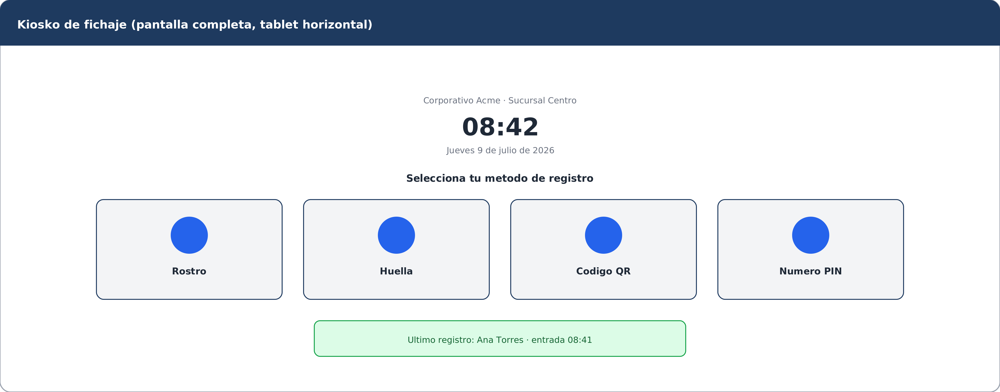 Kiosko de fichaje (pantalla completa, tablet horizontal)
Corporativo Acme · Sucursal Centro
08:42
Jueves 9 de julio de 2026
Selecciona tu metodo de registro
Rostro
Huella
Codigo QR
Numero PIN
Ultimo registro: Ana Torres · entrada 08:41